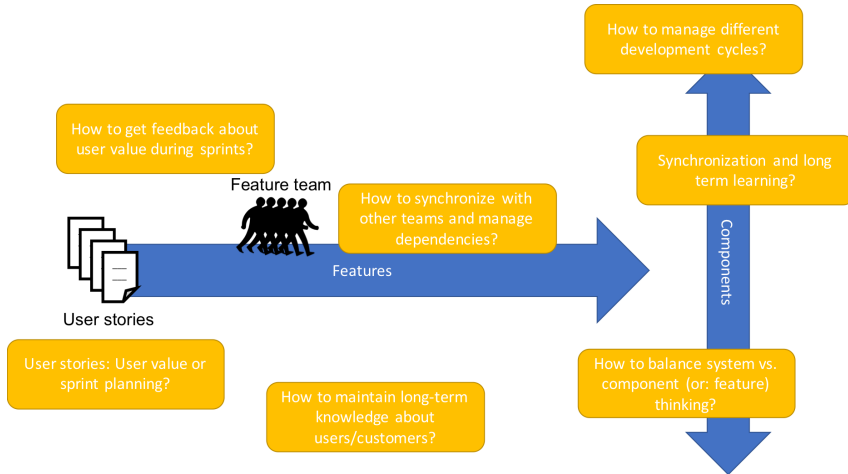 How to manage different
development cycles?
How to get feedback about
user value during sprints?
Synchronization and long
term learning?
Feature team
How to synchronize with
other teams and manage
dependencies?
Features
Components
User stories
User stories: User value or
sprint planning?
How to balance system vs.
component (or: feature)
thinking?
How to maintain long-term
knowledge about
users/customers?